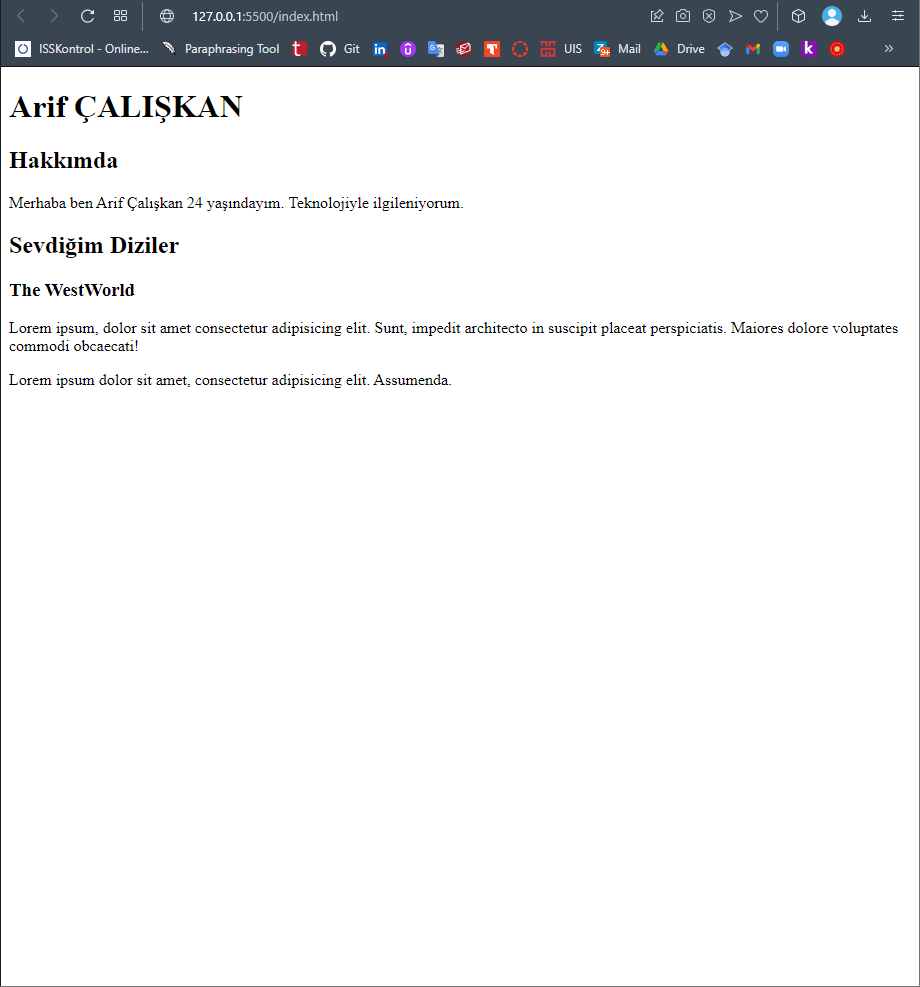 127.0.0.1:5500/index.html
ISSKontrol - Online... Paraphrasing Tool t Git in û G T UIS 9+ Mail Drive k »
Arif ÇALIŞKAN
Hakkımda
Merhaba ben Arif Çalışkan 24 yaşındayım. Teknolojiyle ilgileniyorum.
Sevdiğim Diziler
The WestWorld
Lorem ipsum, dolor sit amet consectetur adipisicing elit. Sunt, impedit architecto in suscipit placeat perspiciatis. Maiores dolore voluptates
commodi obcaecati!
Lorem ipsum dolor sit amet, consectetur adipisicing elit. Assumenda.